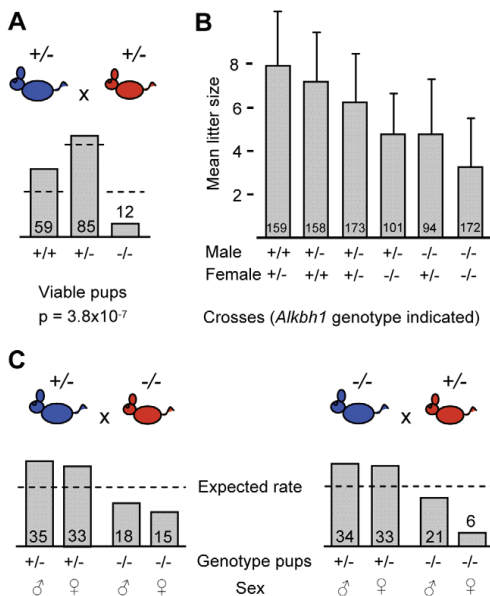 A
+/-
+/-
x
59
85
12
+/+
+/-
-/-
Viable pups
p = 3.8x10-7
B
Mean litter size
8
6
4
2
159
158
173
101
94
172
Male +/+ +/- +/- +/- -/- -/-
Female +/- +/+ +/- -/- +/- -/-
Crosses (Alkbh1 genotype indicated)
C
+/-
-/-
x
-/-
+/-
x
Expected rate
35
33
18
15
34
33
21
6
+/- +/- -/- -/- Genotype pups +/- +/- -/- -/-
♂ ♀ ♂ ♀ Sex ♂ ♀ ♂ ♀